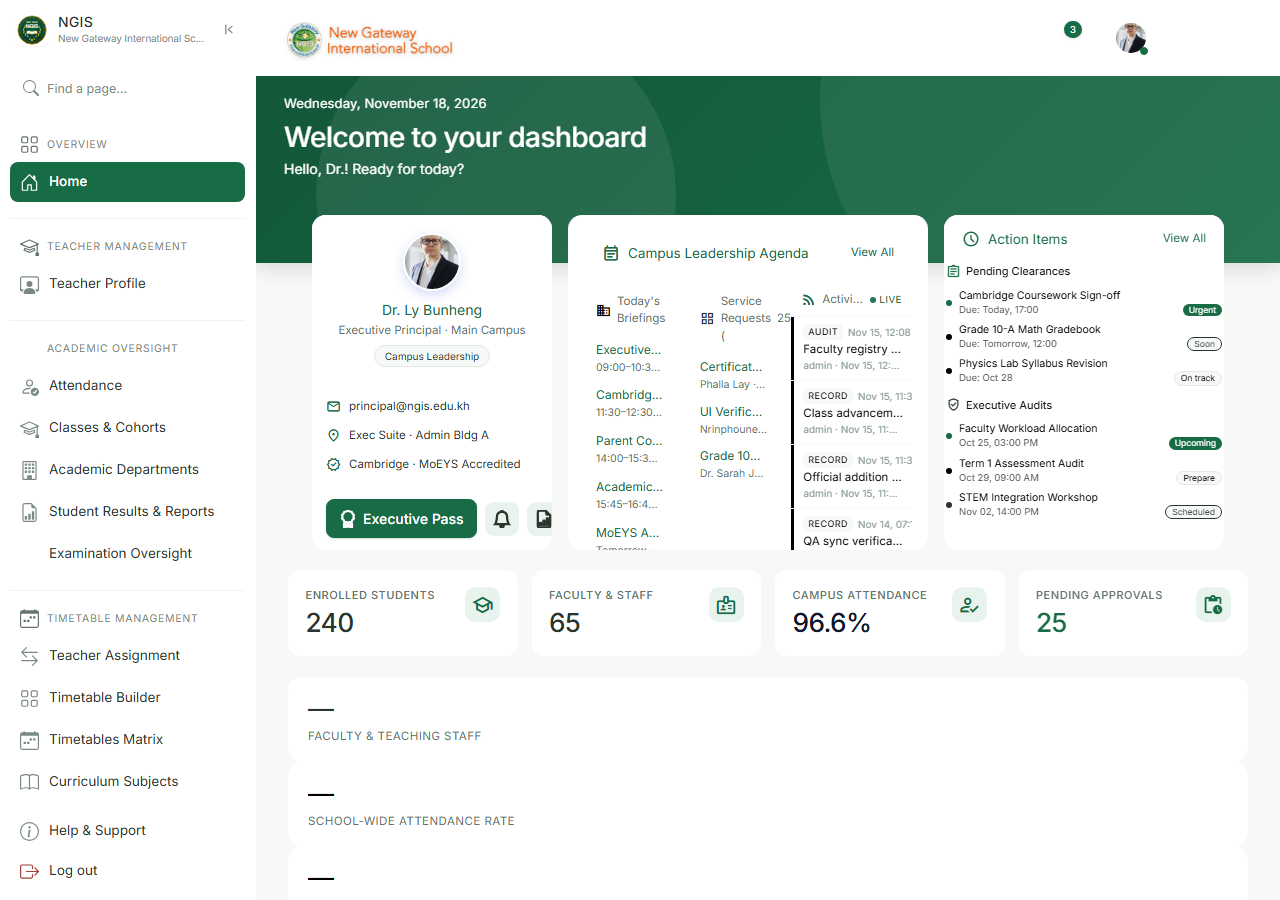 NGIS
New Gateway International Sc...
Find a page...
OVERVIEW
Home
TEACHER MANAGEMENT
Teacher Profile
ACADEMIC OVERSIGHT
Attendance
Classes & Cohorts
Academic Departments
Student Results & Reports
Examination Oversight
TIMETABLE MANAGEMENT
Teacher Assignment
Timetable Builder
Timetables Matrix
Curriculum Subjects
Help & Support
Log out
New Gateway
International School
3
Wednesday, November 18, 2026
Welcome to your dashboard
Hello, Dr.! Ready for today?
Dr. Ly Bunheng
Executive Principal · Main Campus
Campus Leadership
principal@ngis.edu.kh
Exec Suite · Admin Bldg A
Cambridge · MoEYS Accredited
Executive Pass
Campus Leadership Agenda
View All
Today's
Briefings
Executive...
09:00–10:3...
Cambridg...
11:30–12:30...
Parent Co...
14:00–15:3...
Academic...
15:45–16:4...
MoEYS A...
Tomorrow
Service
Requests 25
(
Certificat...
Phalla Lay ·...
UI Verific...
Nrinphoune...
Grade 10...
Dr. Sarah J...
Activi... LIVE
AUDIT Nov 15, 12:08
Faculty registry ...
admin · Nov 15, 12:...
RECORD Nov 15, 11:3
Class advancem...
admin · Nov 15, 11:...
RECORD Nov 15, 11:3
Official addition ...
admin · Nov 15, 11:...
RECORD Nov 14, 07:
QA sync verifica...
Action Items
View All
Pending Clearances
Cambridge Coursework Sign-off
Due: Today, 17:00
Urgent
Grade 10-A Math Gradebook
Due: Tomorrow, 12:00
Soon
Physics Lab Syllabus Revision
Due: Oct 28
On track
Executive Audits
Faculty Workload Allocation
Oct 25, 03:00 PM
Upcoming
Term 1 Assessment Audit
Oct 29, 09:00 AM
Prepare
STEM Integration Workshop
Nov 02, 14:00 PM
Scheduled
ENROLLED STUDENTS
240
FACULTY & STAFF
65
CAMPUS ATTENDANCE
96.6%
PENDING APPROVALS
25
—
FACULTY & TEACHING STAFF
—
SCHOOL-WIDE ATTENDANCE RATE
—